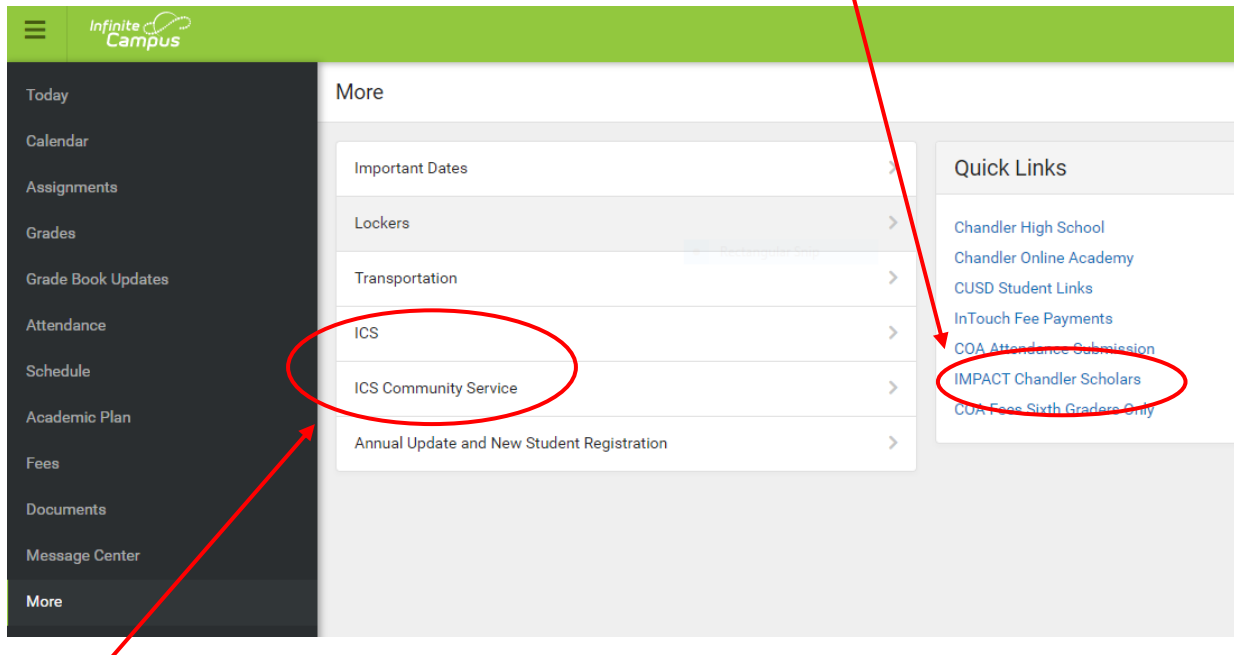 Infinite
Campus
Today
Calendar
Assignments
Grades
Grade Book Updates
Attendance
Schedule
Academic Plan
Fees
Documents
Message Center
More
More
Important Dates
Lockers
Rectangular Snip
Transportation
ICS
ICS Community Service
Annual Update and New Student Registration
Quick Links
Chandler High School
Chandler Online Academy
CUSD Student Links
InTouch Fee Payments
COA Attendance Submission
IMPACT Chandler Scholars
COA Fees Sixth Graders Only